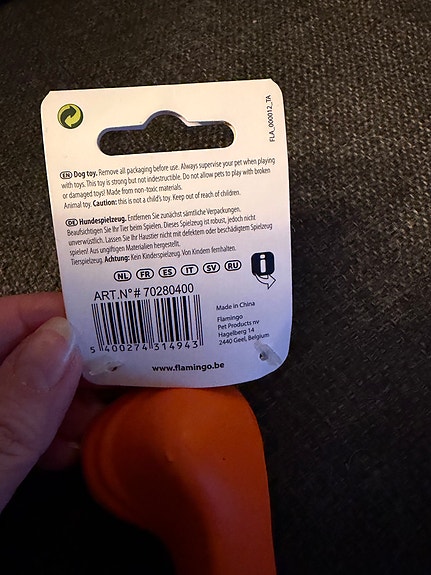 FLA_000012_TA
EN Dog toy. Remove all packaging before use. Always supervise your pet when playing
with toys. This toy is strong but not indestructible. Do not allow pets to play with broken
or damaged toys! Made from non-toxic materials.
Animal toy. Caution: this is not a child's toy. Keep out of reach of children.
DE Hundespielzeug. Entfernen Sie zunächst sämtliche Verpackungen.
Beaufsichtigen Sie Ihr Tier beim Spielen. Dieses Spielzeug ist robust, jedoch nicht
unverwüstlich. Lassen Sie Ihr Haustier nicht mit defektem oder beschädigtem Spielzeug
spielen! Aus ungiftigen Materialien hergestellt.
Tierspielzeug. Achtung: Kein Kinderspielzeug. Von Kindern fernhalten.
NL FR ES IT SV RU
i
ART.N° # 70280400
5 400274 314943
Made in China
Flamingo
Pet Products nv
Hagelberg 14
2440 Geel, Belgium
www.flamingo.be